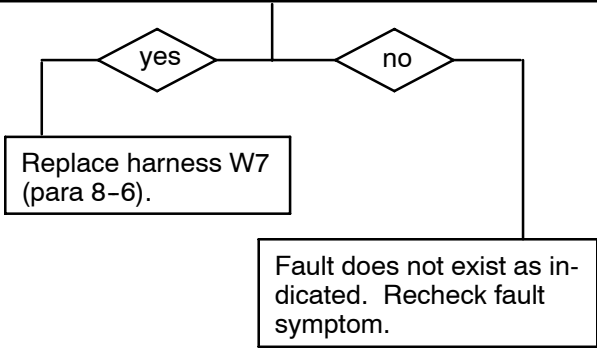 yes
no
Replace harness W7
(para 8-6).
Fault does not exist as in-
dicated. Recheck fault
symptom.